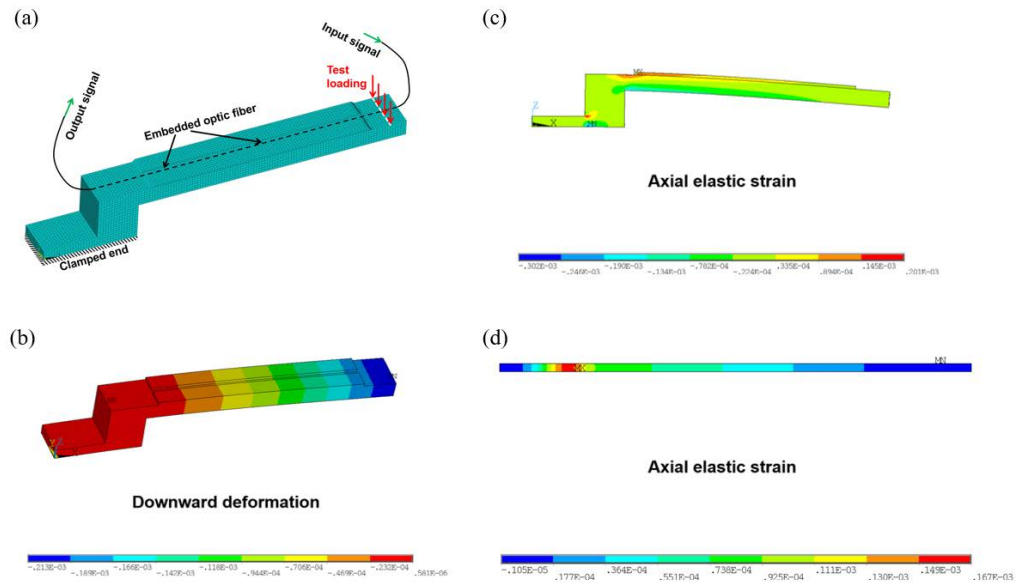 (a)
Input signal
Test
loading
Output signal
Embedded optic fiber
Clamped end
(c)
MX
Z
X
MN
Axial elastic strain
-.302E-03
-.246E-03
-.190E-03
-.134E-03
-.782E-04
-.224E-04
.335E-04
.894E-04
.145E-03
.201E-03
(b)
Downward deformation
-.213E-03
-.189E-03
-.166E-03
-.142E-03
-.118E-03
-.944E-04
-.706E-04
-.469E-04
-.232E-04
.581E-06
(d)
MN
MX
Axial elastic strain
-.105E-05
.177E-04
.364E-04
.551E-04
.738E-04
.925E-04
.111E-03
.130E-03
.149E-03
.167E-03